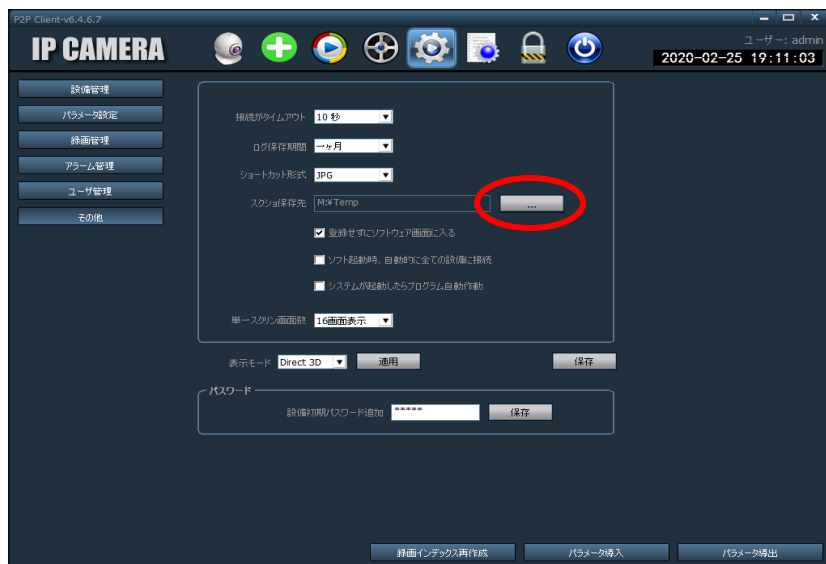 P2P Client-v6.4.6.7
IP CAMERA
ユーザー: admin
2020-02-25 19:11:03
設備管理
パラメータ設定
録画管理
アラーム管理
ユーザ管理
その他
接続がタイムアウト 10 秒
ログ保存期間 一ヶ月
ショートカット形式 JPG
スクショ保存先 M:¥Temp ...
登録せずにソフトウェア画面に入る
ソフト起動時、自動的に全ての設備に接続
システムが起動したらプログラム自動作動
単一スクリン画面数 16画面表示
表示モード Direct 3D 適用 保存
パスワード
設備初期パスワード追加 ***** 保存
録画インデックス再作成 パラメータ導入 パラメータ導出